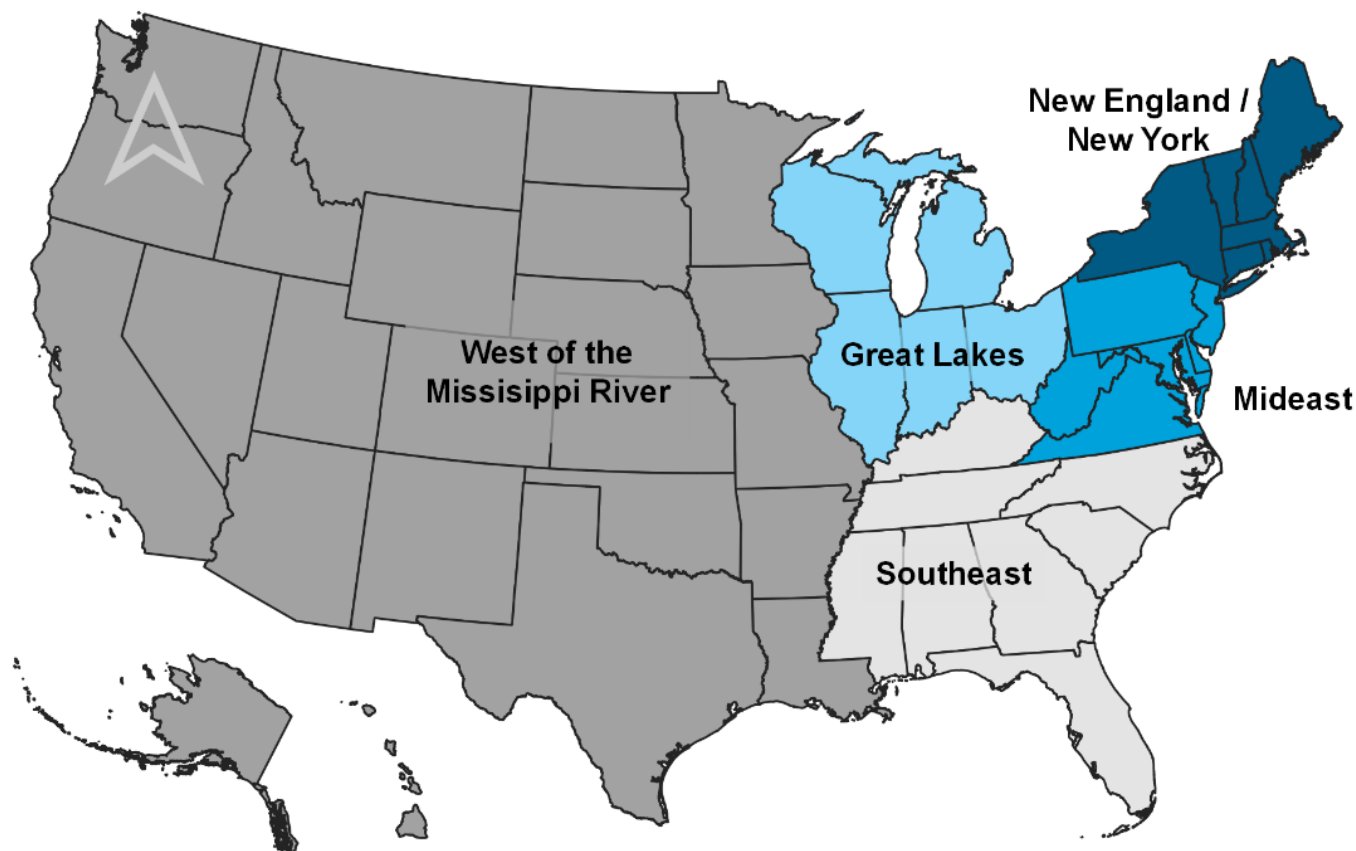 New England /
New York
West of the
Missisippi River
Great Lakes
Mideast
Southeast